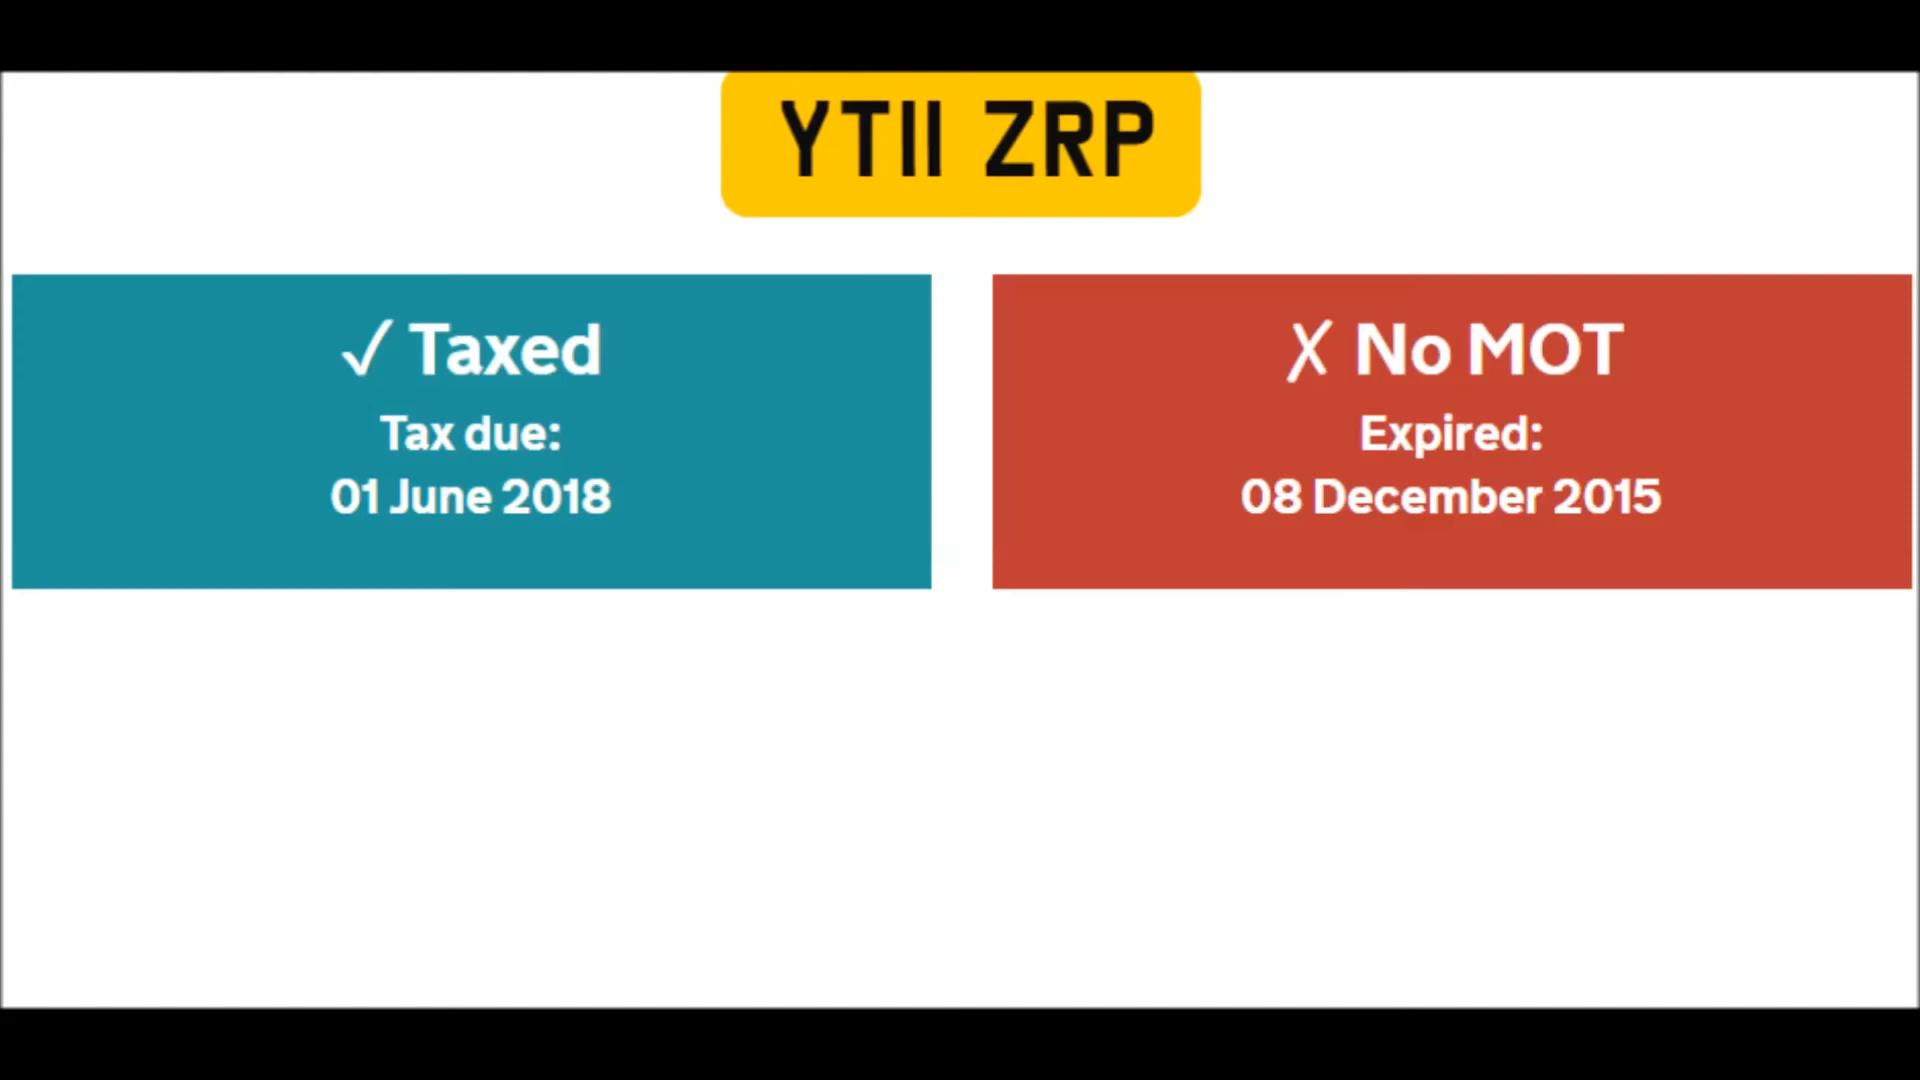 YT11 ZRP
✓ Taxed
Tax due:
01 June 2018
✗ No MOT
Expired:
08 December 2015